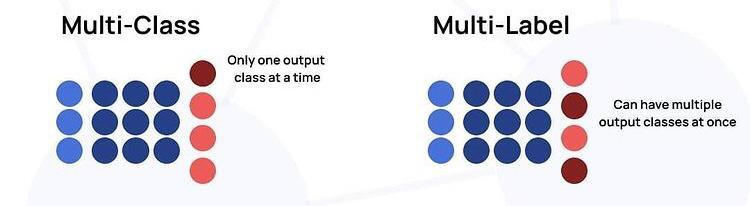 Multi-Class
Only one output
class at a time
Multi-Label
Can have multiple
output classes at once